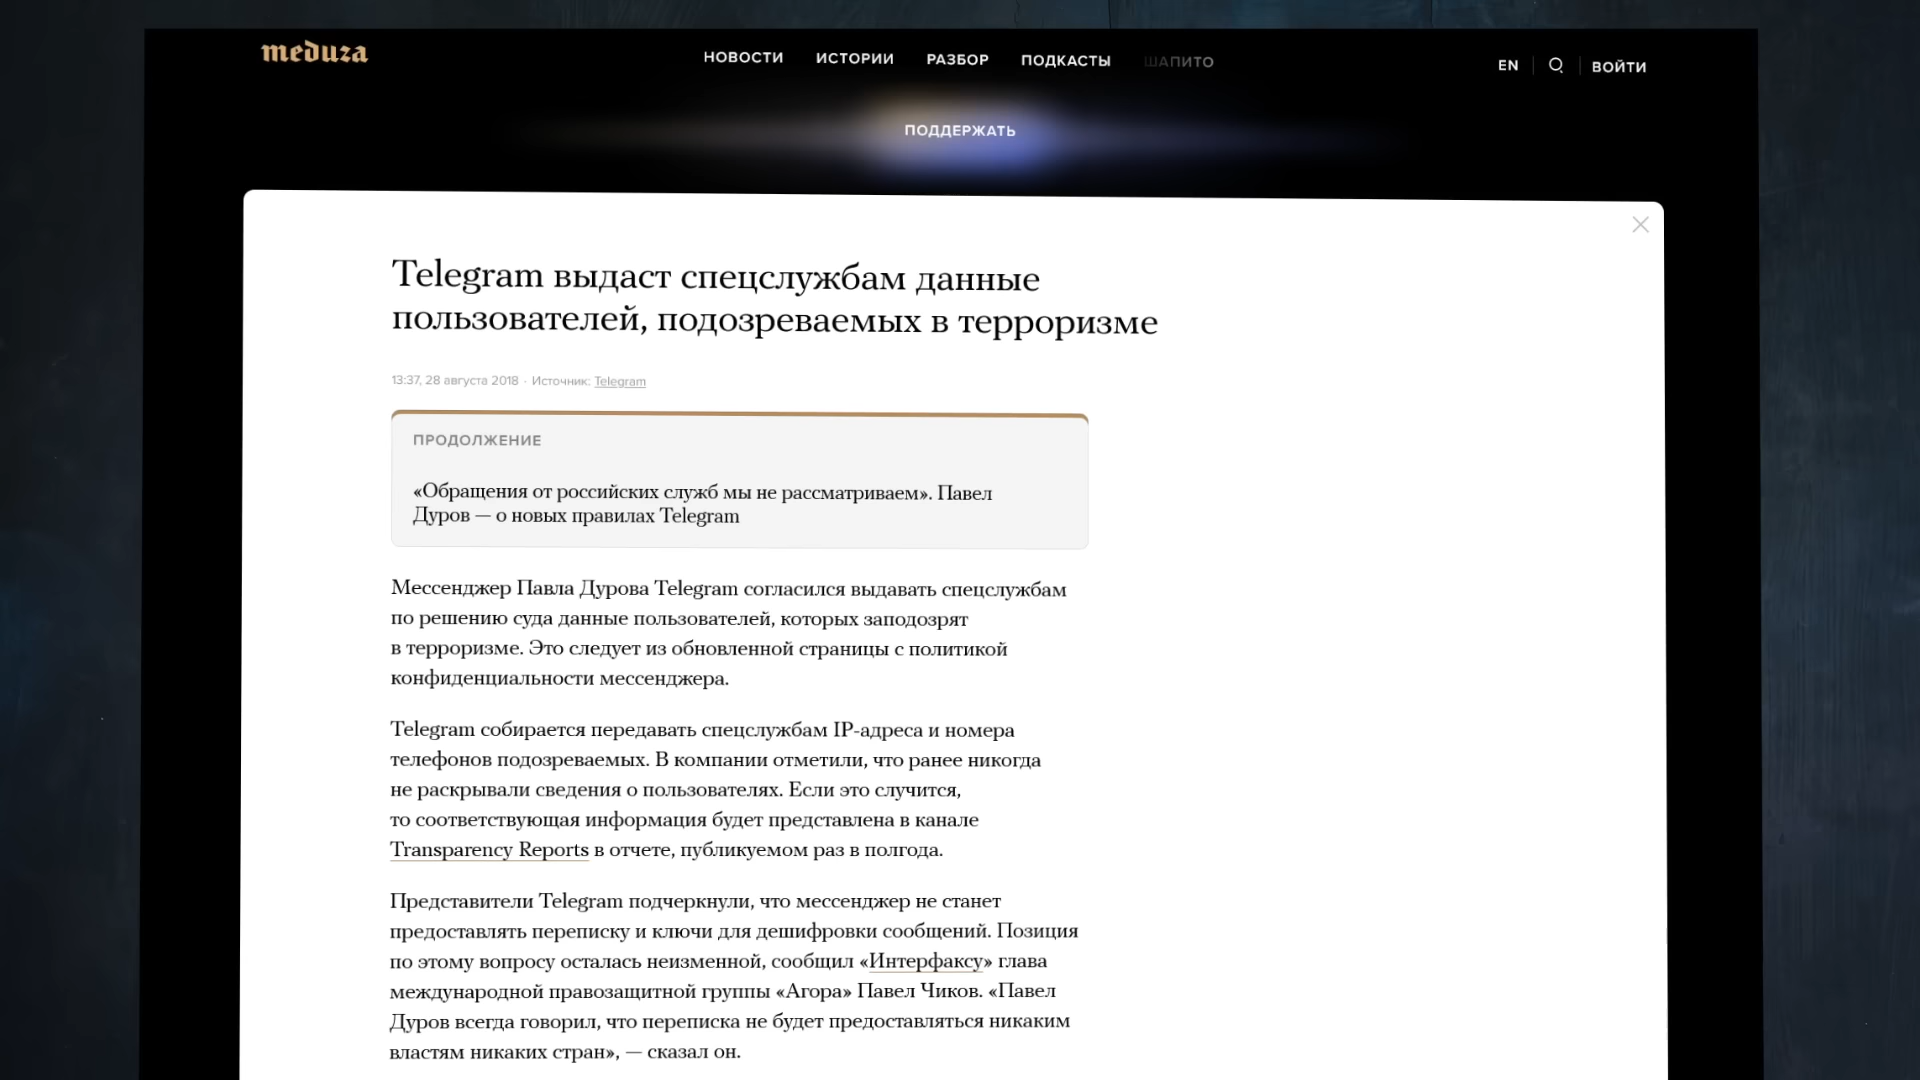 meduza
НОВОСТИ ИСТОРИИ РАЗБОР ПОДКАСТЫ ШАПИТО
EN ВОЙТИ
ПОДДЕРЖАТЬ
Telegram выдаст спецслужбам данные
пользователей, подозреваемых в терроризме
13:37, 28 августа 2018 · Источник: Telegram
ПРОДОЛЖЕНИЕ
«Обращения от российских служб мы не рассматриваем». Павел
Дуров — о новых правилах Telegram
Мессенджер Павла Дурова Telegram согласился выдавать спецслужбам
по решению суда данные пользователей, которых заподозрят
в терроризме. Это следует из обновленной страницы с политикой
конфиденциальности мессенджера.
Telegram собирается передавать спецслужбам IP-адреса и номера
телефонов подозреваемых. В компании отметили, что ранее никогда
не раскрывали сведения о пользователях. Если это случится,
то соответствующая информация будет представлена в канале
Transparency Reports в отчете, публикуемом раз в полгода.
Представители Telegram подчеркнули, что мессенджер не станет
предоставлять переписку и ключи для дешифровки сообщений. Позиция
по этому вопросу осталась неизменной, сообщил «Интерфаксу» глава
международной правозащитной группы «Агора» Павел Чиков. «Павел
Дуров всегда говорил, что переписка не будет предоставляться никаким
властям никаких стран», — сказал он.